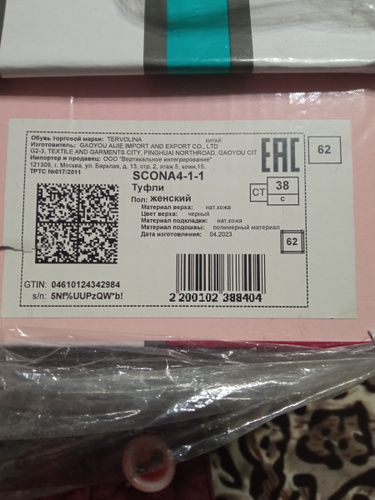 Обувь торговой марки: TERVOLINA КИТАЙ
Изготовитель: GAOYOU AIJIE IMPORT AND EXPORT CO., LTD
G2-3, TEXTILE AND GARMENTS CITY, PINGHUAI NORTHROAD, GAOYOU CIT
Импортер и продавец: ООО "Вертикальное интегрирование"
121309, г. Москва, ул. Барклая, д. 13, стр. 2, этаж 5, комн.15.
ТРТС №017/2011
EAC
62
SCONA4-1-1
Туфли
Пол: женский
СТ
38
с
Материал верха: нат.кожа
Цвет верха: черный
Материал подкладки: нат.кожа
Материал подошвы: полимерный материал
Дата изготовления: 04.2023
62
GTIN: 04610124342984
s/n: 5Nf%UUPzQW"b!
2 200102 388404